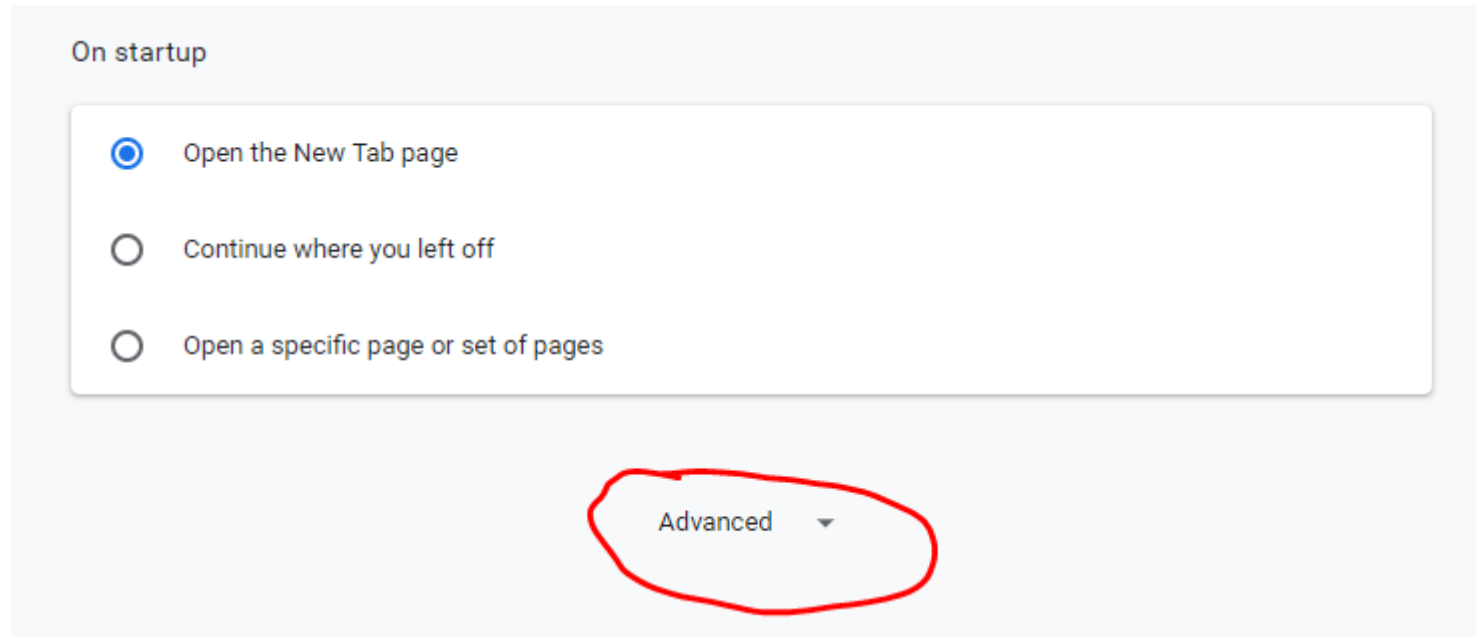 On startup
Open the New Tab page
Continue where you left off
Open a specific page or set of pages
Advanced